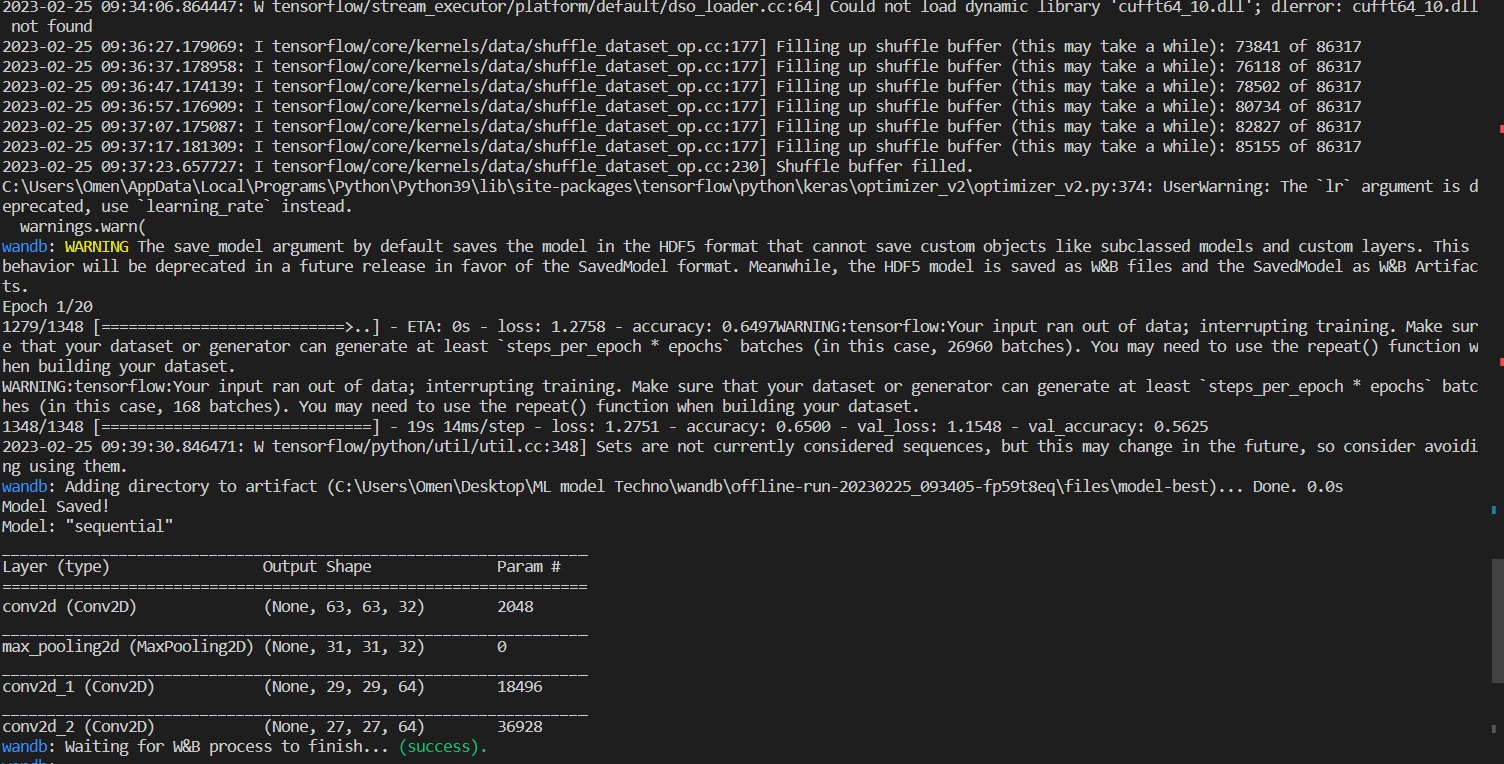 2023-02-25 09:34:06.864447: W tensorflow/stream_executor/platform/default/dso_loader.cc:64] Could not load dynamic library 'cufft64_10.dll'; dlerror: cufft64_10.dll
 not found
2023-02-25 09:36:27.179069: I tensorflow/core/kernels/data/shuffle_dataset_op.cc:177] Filling up shuffle buffer (this may take a while): 73841 of 86317
2023-02-25 09:36:37.178958: I tensorflow/core/kernels/data/shuffle_dataset_op.cc:177] Filling up shuffle buffer (this may take a while): 76118 of 86317
2023-02-25 09:36:47.174139: I tensorflow/core/kernels/data/shuffle_dataset_op.cc:177] Filling up shuffle buffer (this may take a while): 78502 of 86317
2023-02-25 09:36:57.176909: I tensorflow/core/kernels/data/shuffle_dataset_op.cc:177] Filling up shuffle buffer (this may take a while): 80734 of 86317
2023-02-25 09:37:07.175087: I tensorflow/core/kernels/data/shuffle_dataset_op.cc:177] Filling up shuffle buffer (this may take a while): 82827 of 86317
2023-02-25 09:37:17.181309: I tensorflow/core/kernels/data/shuffle_dataset_op.cc:177] Filling up shuffle buffer (this may take a while): 85155 of 86317
2023-02-25 09:37:23.657727: I tensorflow/core/kernels/data/shuffle_dataset_op.cc:230] Shuffle buffer filled.
C:\Users\Omen\AppData\Local\Programs\Python\Python39\lib\site-packages\tensorflow\python\keras\optimizer_v2\optimizer_v2.py:374: UserWarning: The `lr` argument is d
eprecated, use `learning_rate` instead.
  warnings.warn(
wandb: WARNING The save_model argument by default saves the model in the HDF5 format that cannot save custom objects like subclassed models and custom layers. This
behavior will be deprecated in a future release in favor of the SavedModel format. Meanwhile, the HDF5 model is saved as W&B files and the SavedModel as W&B Artifac
ts.
Epoch 1/20
1279/1348 [===========================>..] - ETA: 0s - loss: 1.2758 - accuracy: 0.6497WARNING:tensorflow:Your input ran out of data; interrupting training. Make sur
e that your dataset or generator can generate at least `steps_per_epoch * epochs` batches (in this case, 26960 batches). You may need to use the repeat() function w
hen building your dataset.
WARNING:tensorflow:Your input ran out of data; interrupting training. Make sure that your dataset or generator can generate at least `steps_per_epoch * epochs` batc
hes (in this case, 168 batches). You may need to use the repeat() function when building your dataset.
1348/1348 [==============================] - 19s 14ms/step - loss: 1.2751 - accuracy: 0.6500 - val_loss: 1.1548 - val_accuracy: 0.5625
2023-02-25 09:39:30.846471: W tensorflow/python/util/util.cc:348] Sets are not currently considered sequences, but this may change in the future, so consider avoidi
ng using them.
wandb: Adding directory to artifact (C:\Users\Omen\Desktop\ML model Techno\wandb\offline-run-20230225_093405-fp59t8eq\files\model-best)... Done. 0.0s
Model Saved!
Model: "sequential"
_________________________________________________________________
Layer (type)                 Output Shape              Param #
=================================================================
conv2d (Conv2D)              (None, 63, 63, 32)        2048
_________________________________________________________________
max_pooling2d (MaxPooling2D) (None, 31, 31, 32)        0
_________________________________________________________________
conv2d_1 (Conv2D)            (None, 29, 29, 64)        18496
_________________________________________________________________
conv2d_2 (Conv2D)            (None, 27, 27, 64)        36928
wandb: Waiting for W&B process to finish... (success).
wandb: